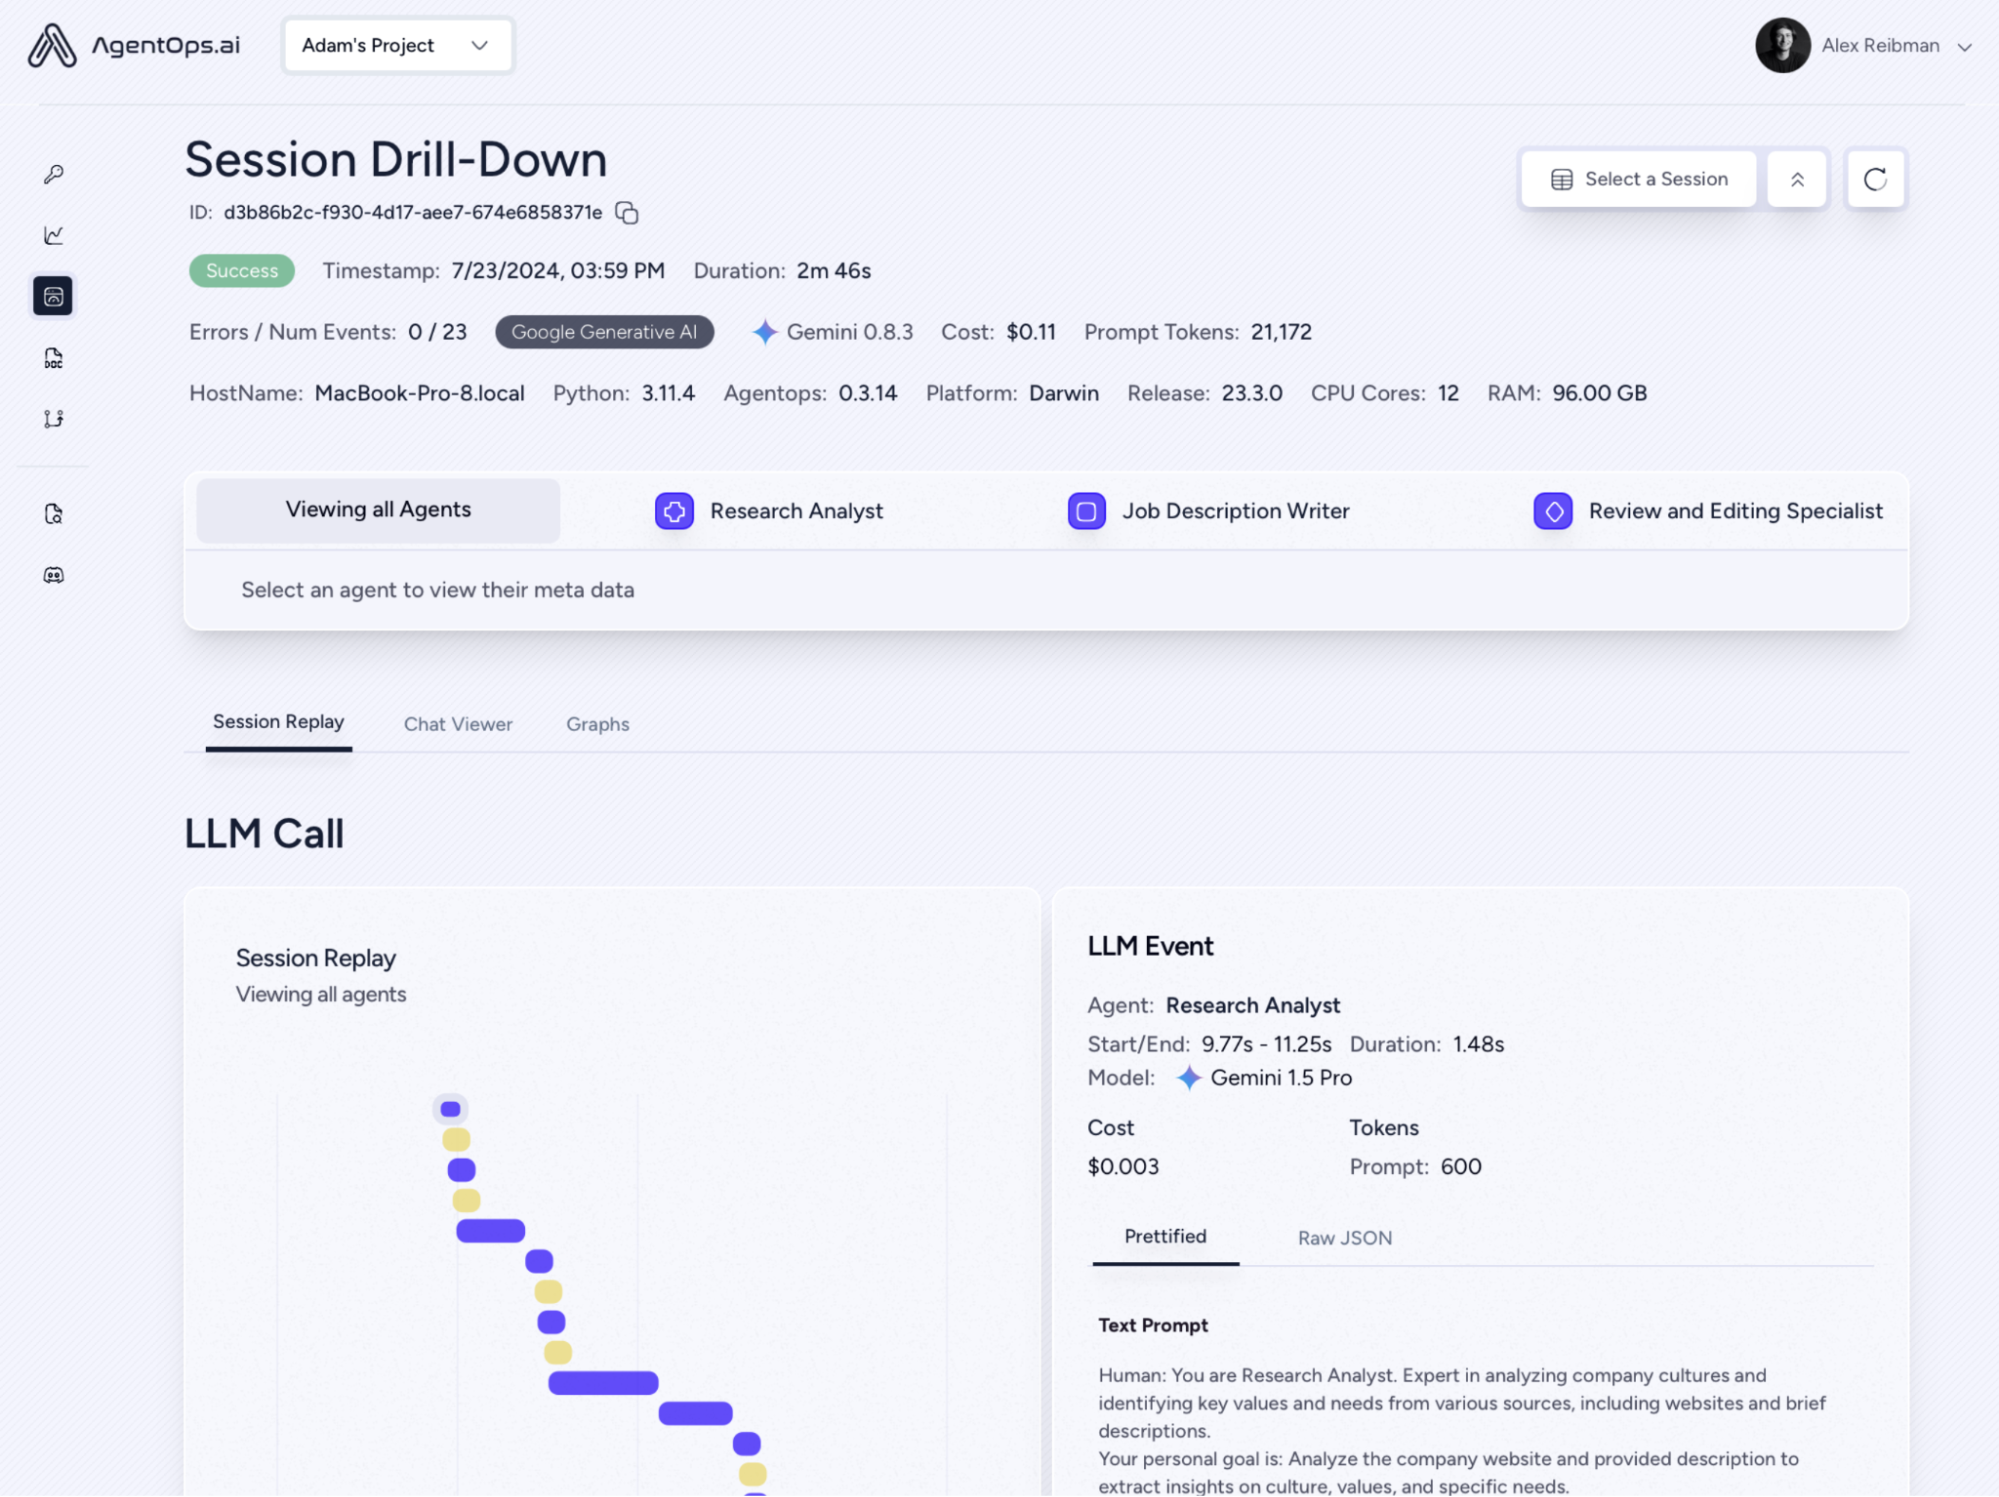 AgentOps.ai
Adam's Project
Alex Reibman
Session Drill-Down
Select a Session
ID: d3b86b2c-f930-4d17-aee7-674e6858371e
Success Timestamp: 7/23/2024, 03:59 PM Duration: 2m 46s
Errors / Num Events: 0 / 23 Google Generative AI Gemini 0.8.3 Cost: $0.11 Prompt Tokens: 21,172
HostName: MacBook-Pro-8.local Python: 3.11.4 Agentops: 0.3.14 Platform: Darwin Release: 23.3.0 CPU Cores: 12 RAM: 96.00 GB
DOC
Viewing all Agents Research Analyst Job Description Writer Review and Editing Specialist
Select an agent to view their meta data
Session Replay Chat Viewer Graphs
LLM Call
Session Replay
Viewing all agents
LLM Event
Agent: Research Analyst
Start/End: 9.77s - 11.25s Duration: 1.48s
Model: Gemini 1.5 Pro
Cost Tokens
$0.003 Prompt: 600
Prettified Raw JSON
Text Prompt
Human: You are Research Analyst. Expert in analyzing company cultures and
identifying key values and needs from various sources, including websites and brief
descriptions.
Your personal goal is: Analyze the company website and provided description to
extract insights on culture, values, and specific needs.